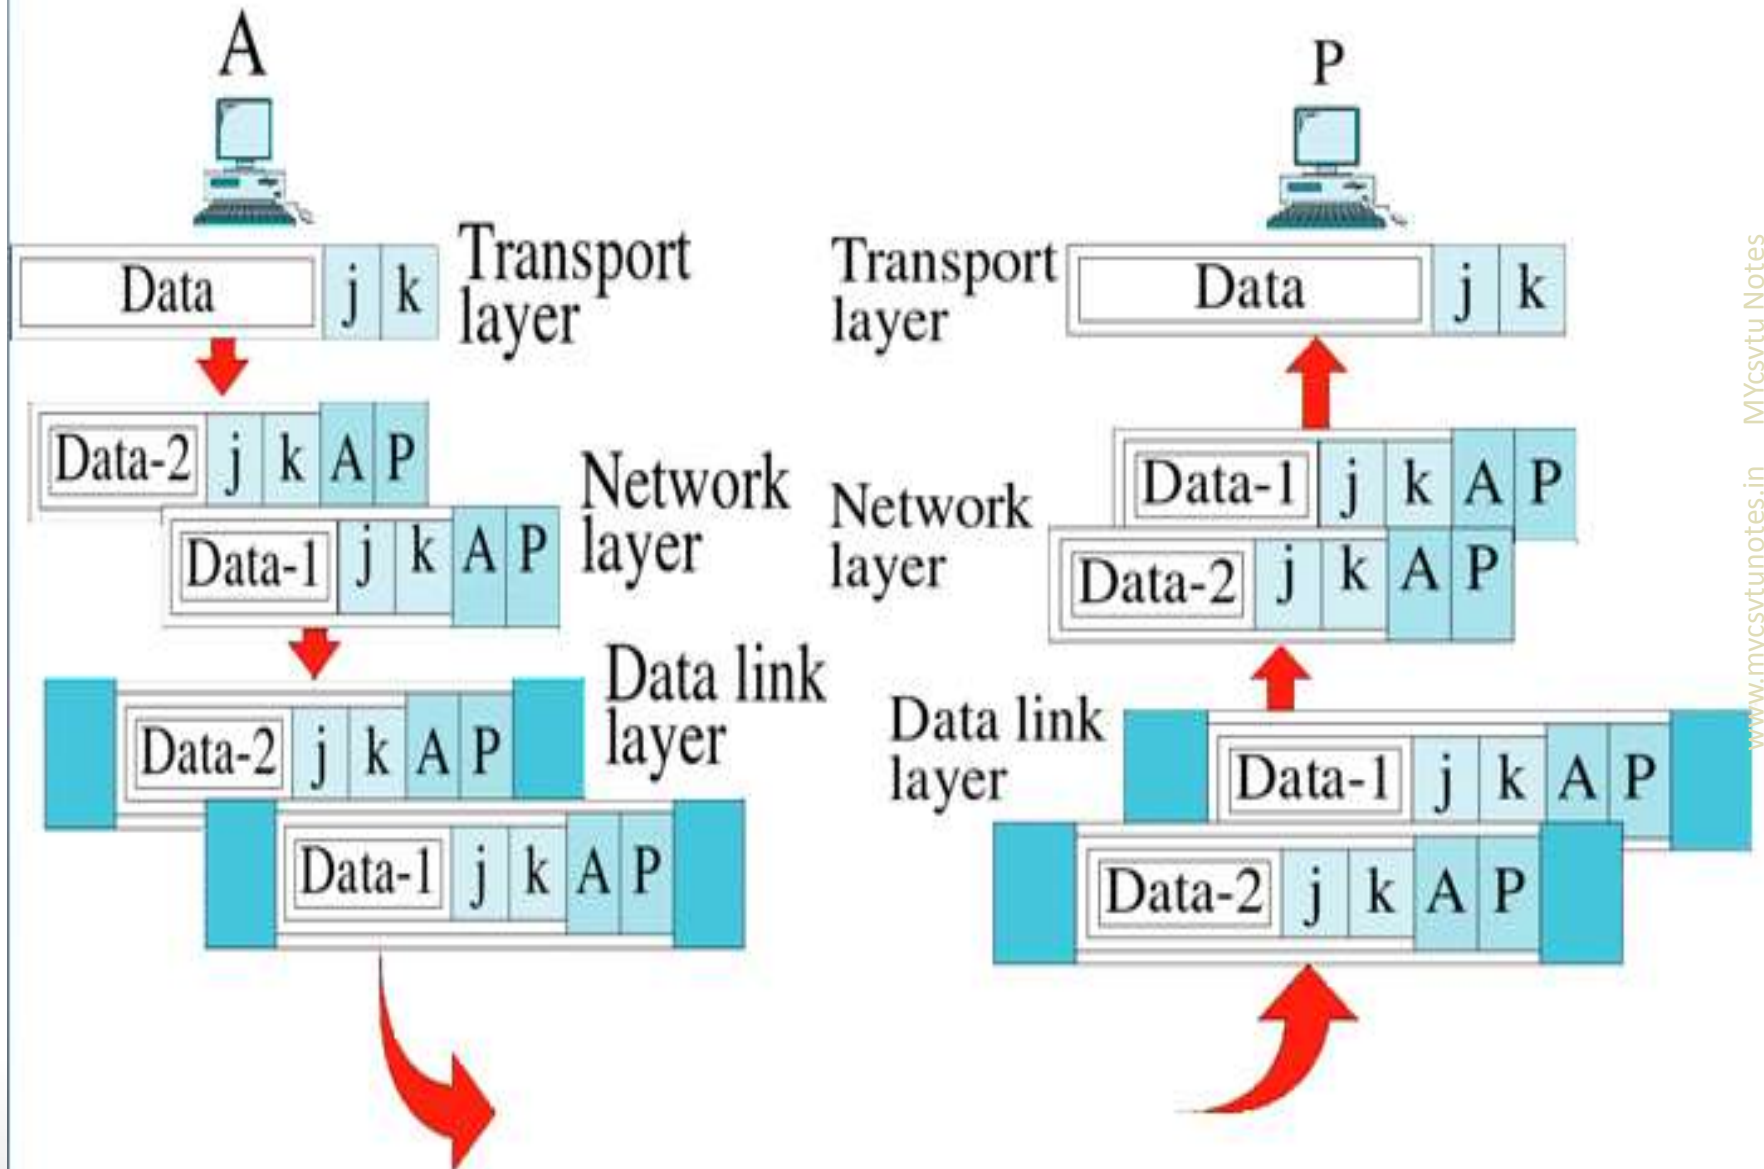 A
Data j k
Transport
layer
Data-2 j k A P
Data-1 j k A P
Network
layer
Data-2 j k A P
Data-1 j k A P
Data link
layer
P
Transport
layer
Data j k
Network
layer
Data-1 j k A P
Data-2 j k A P
Data link
layer
Data-1 j k A P
Data-2 j k A P
www.mycsvtunotes.in MYcsvtu Notes